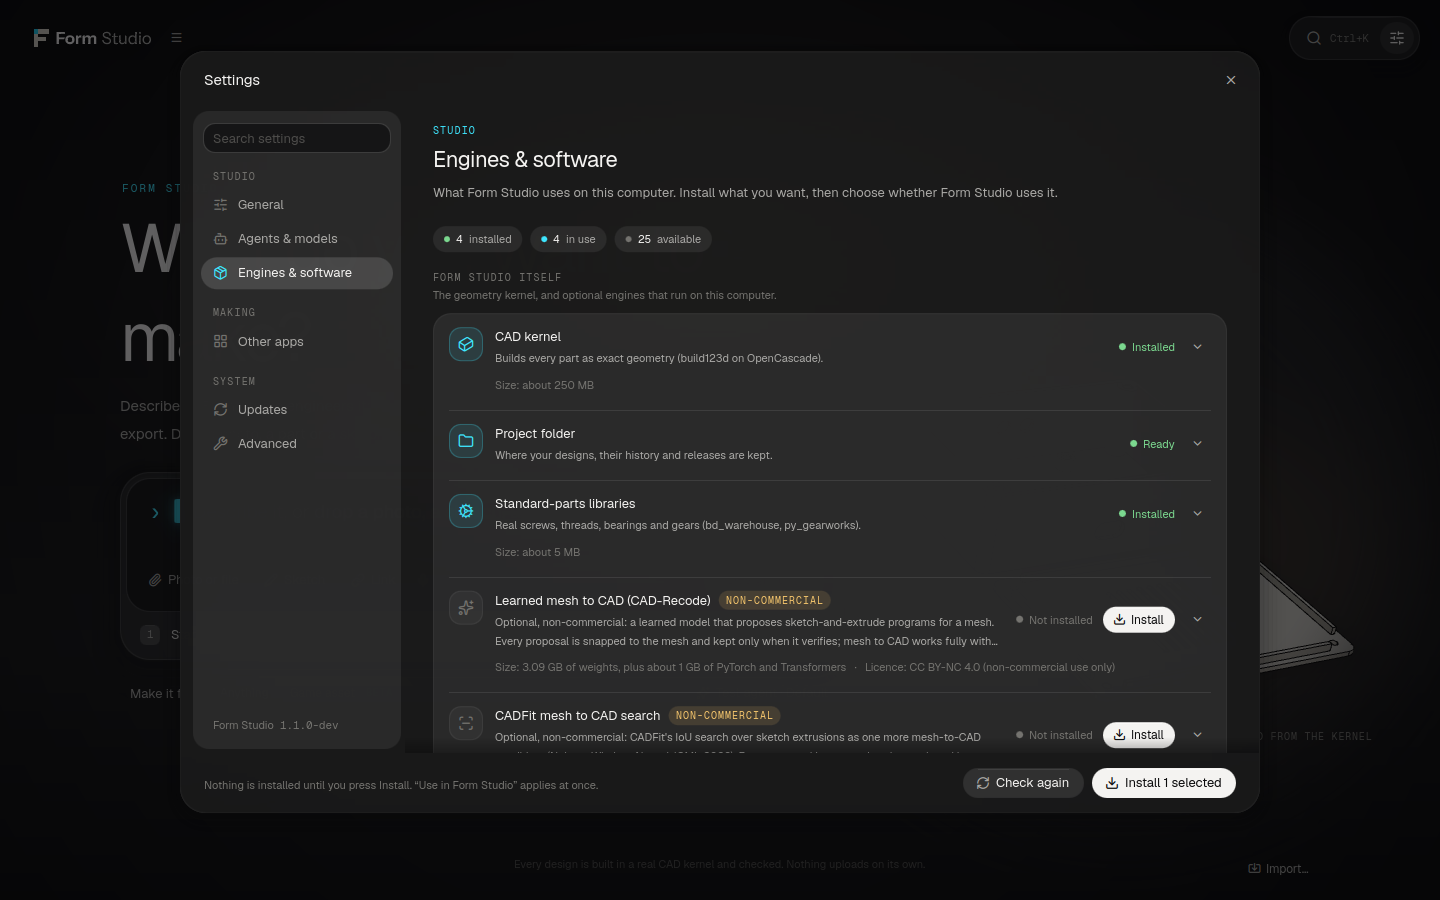 Form Studio
Ctrl+K
Settings
Search settings
STUDIO
General
Agents & models
Engines & software
MAKING
Other apps
SYSTEM
Updates
Advanced
Form Studio 1.1.0-dev
STUDIO
Engines & software
What Form Studio uses on this computer. Install what you want, then choose whether Form Studio uses it.
4 installed
4 in use
25 available
FORM STUDIO ITSELF
The geometry kernel, and optional engines that run on this computer.
CAD kernel
Builds every part as exact geometry (build123d on OpenCascade).
Size: about 250 MB
Installed
Project folder
Where your designs, their history and releases are kept.
Ready
Standard-parts libraries
Real screws, threads, bearings and gears (bd_warehouse, py_gearworks).
Size: about 5 MB
Installed
Learned mesh to CAD (CAD-Recode) NON-COMMERCIAL
Optional, non-commercial: a learned model that proposes sketch-and-extrude programs for a mesh.
Every proposal is snapped to the mesh and kept only when it verifies; mesh to CAD works fully with…
Size: 3.09 GB of weights, plus about 1 GB of PyTorch and Transformers · Licence: CC BY-NC 4.0 (non-commercial use only)
Not installed
Install
CADFit mesh to CAD search NON-COMMERCIAL
Optional, non-commercial: CADFit's IoU search over sketch extrusions as one more mesh-to-CAD
Not installed
Install
Nothing is installed until you press Install. “Use in Form Studio” applies at once.
Check again
Install 1 selected
FORM ST
W
ma
Describe
export. D
Ph
1 S
Make it f
FROM THE KERNEL
Every design is built in a real CAD kernel and checked. Nothing uploads on its own.
Import…